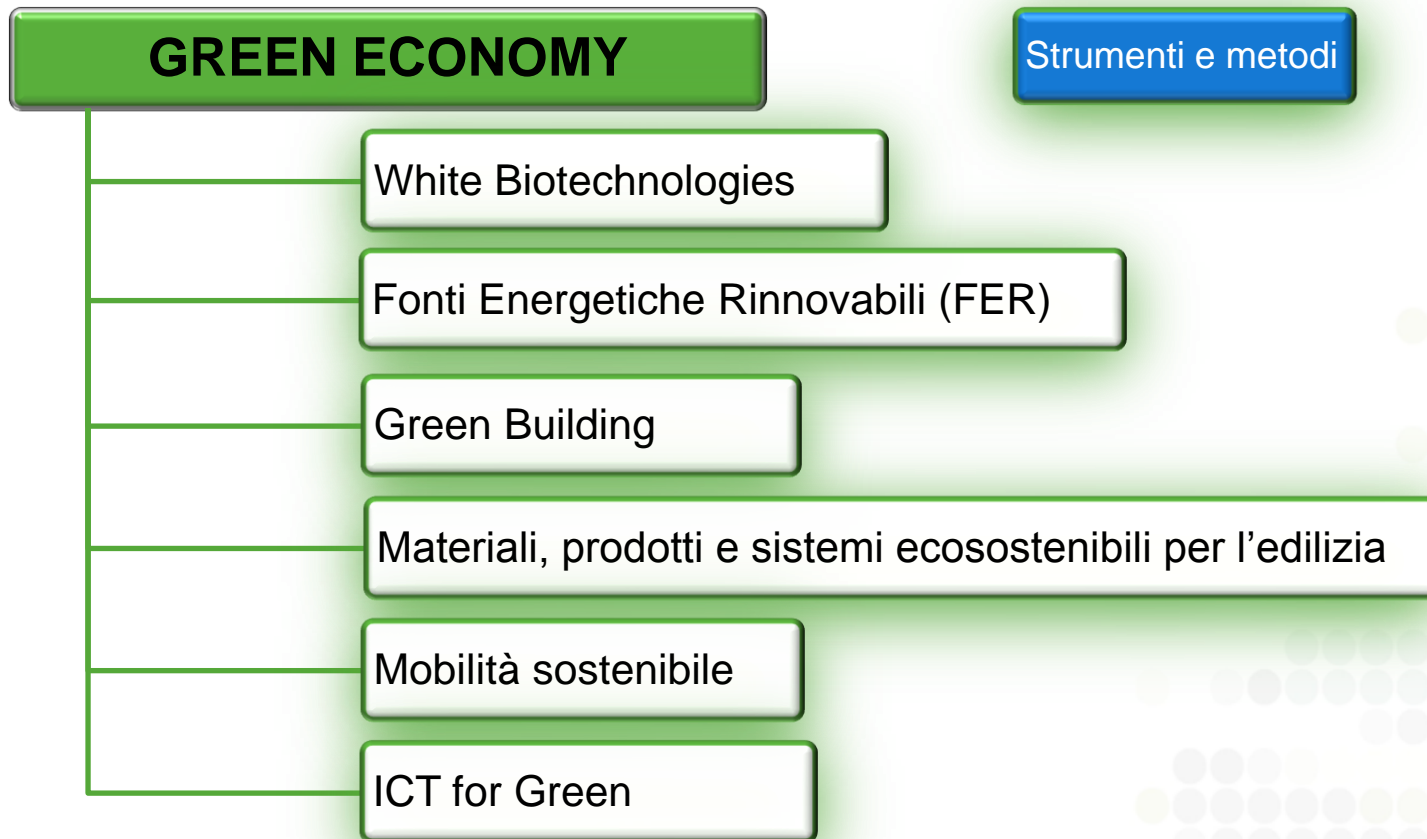 GREEN ECONOMY
Strumenti e metodi
White Biotechnologies
Fonti Energetiche Rinnovabili (FER)
Green Building
Materiali, prodotti e sistemi ecosostenibili per l’edilizia
Mobilità sostenibile
ICT for Green